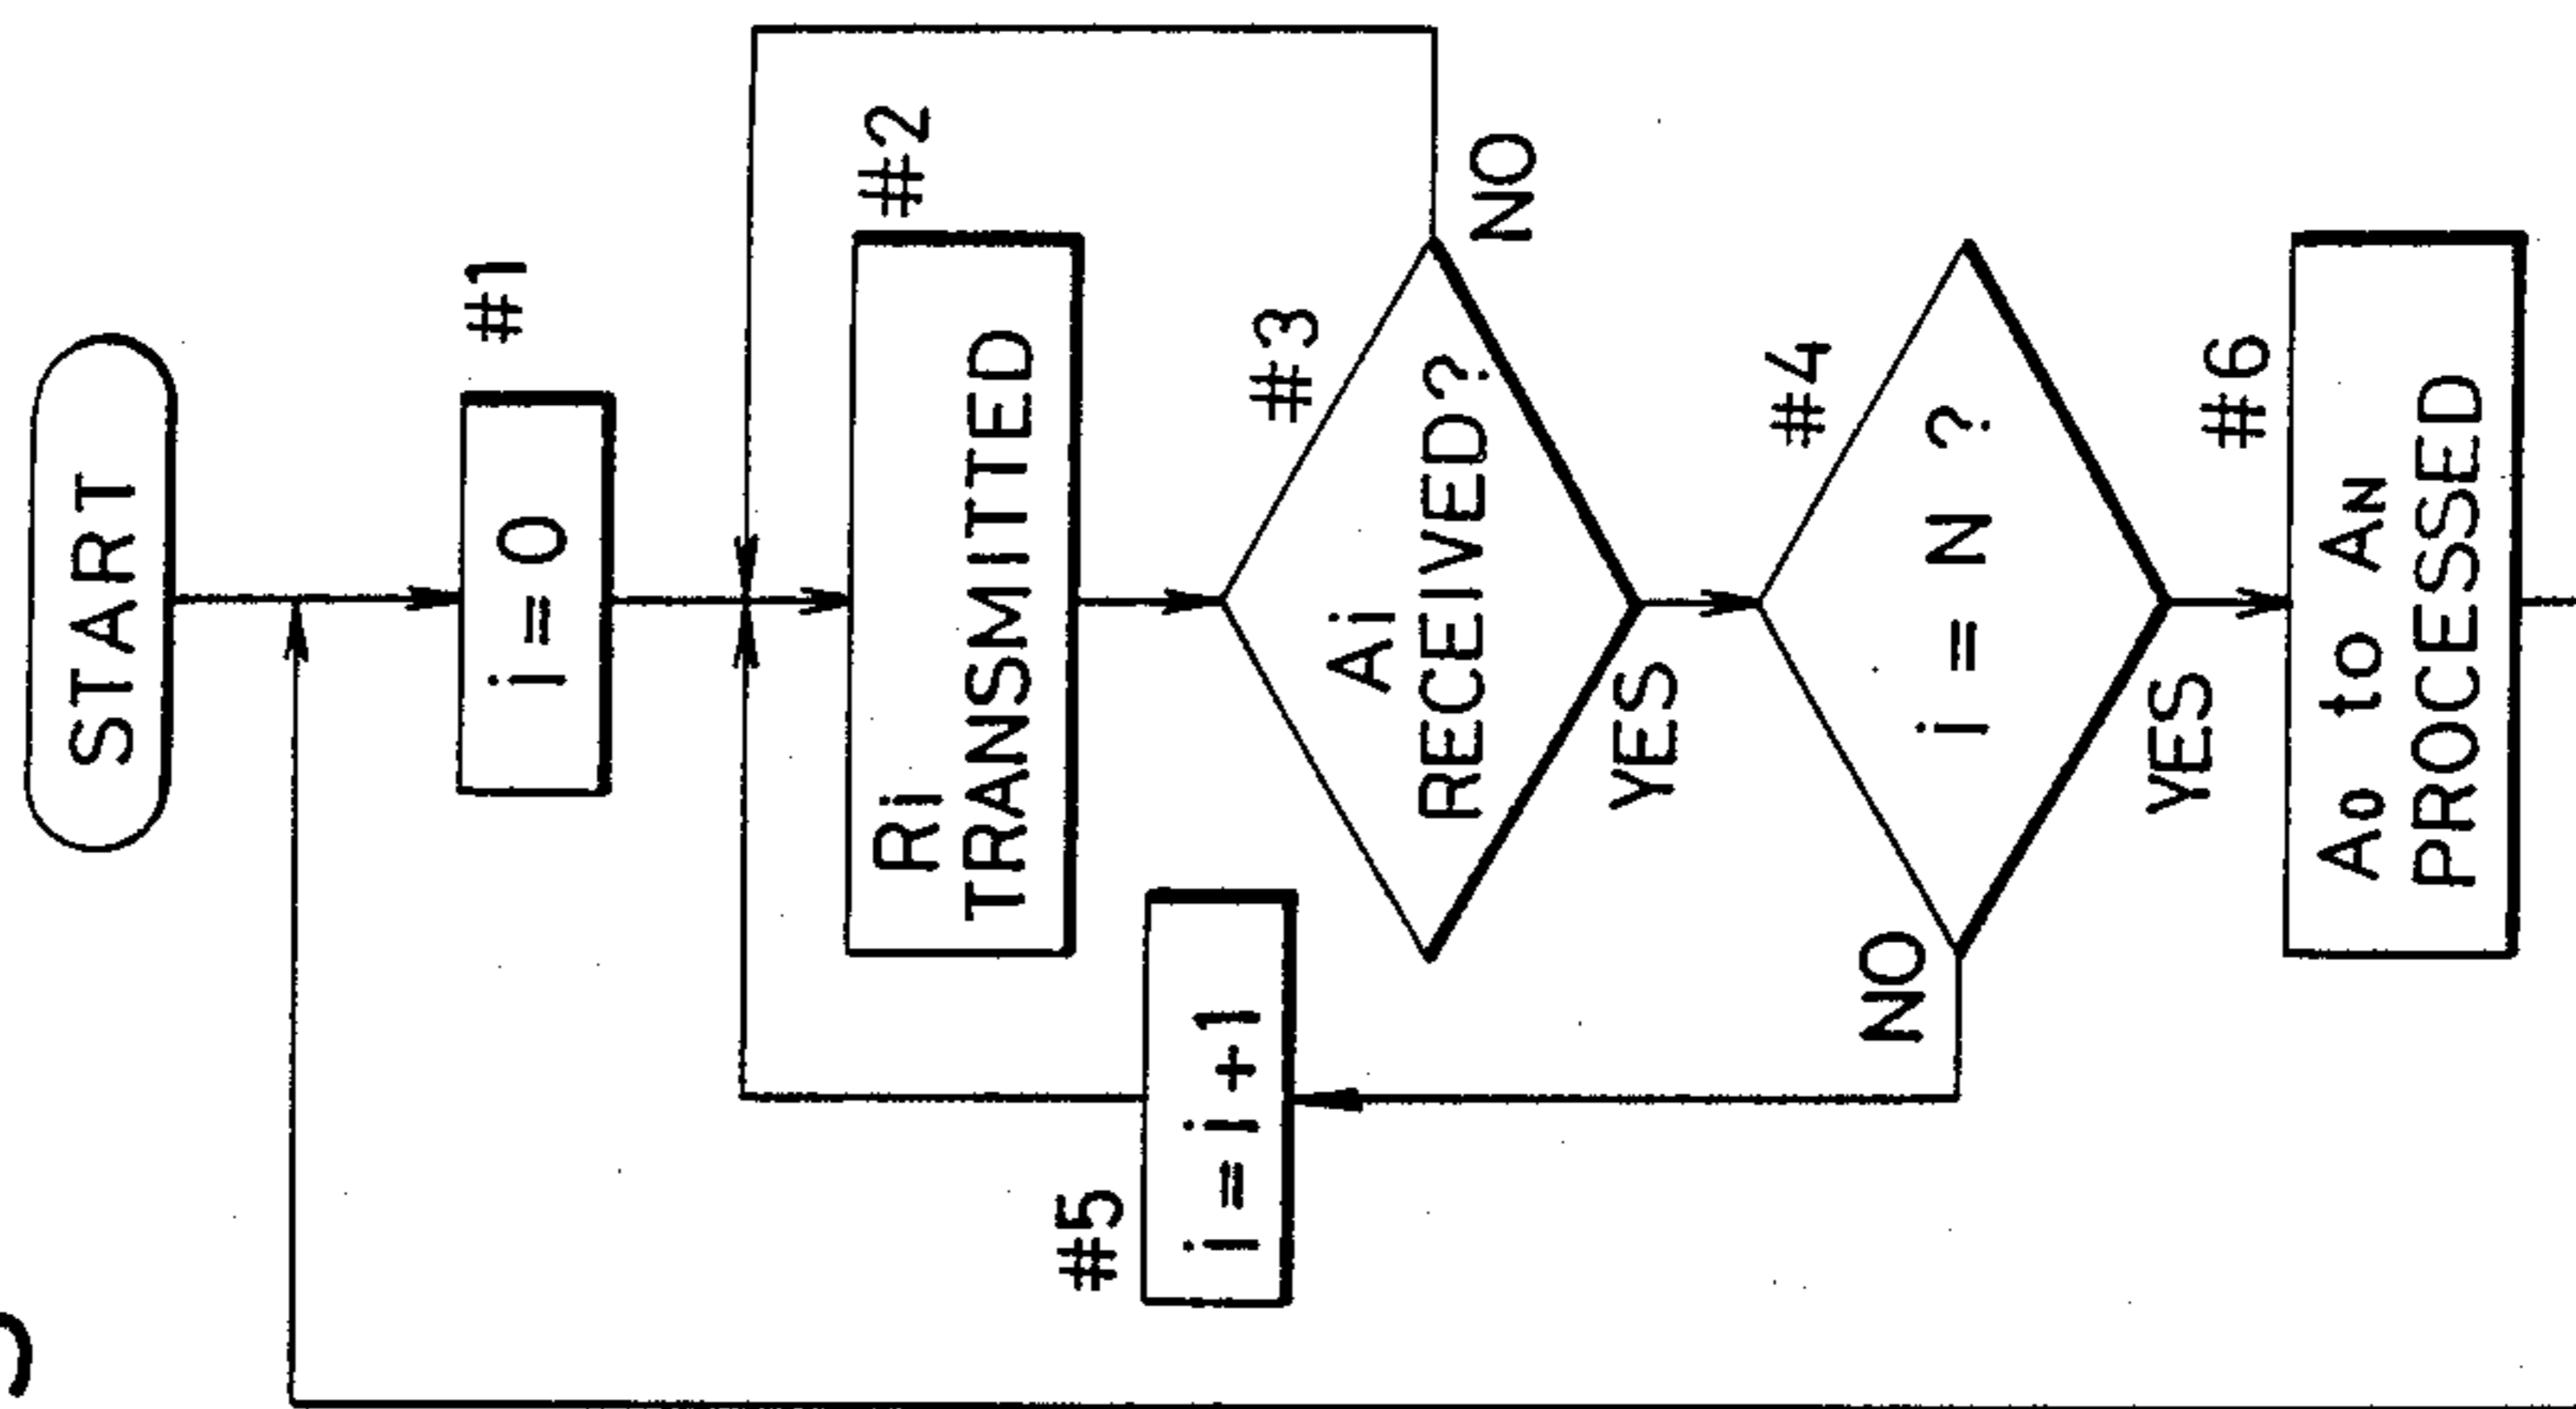 START
#1
i = 0
#2
Ri
TRANSMITTED
#3
Ai
RECEIVED?
NO
YES
#4
i = N ?
NO
YES
#5
i = i + 1
#6
A0 to AN
PROCESSED